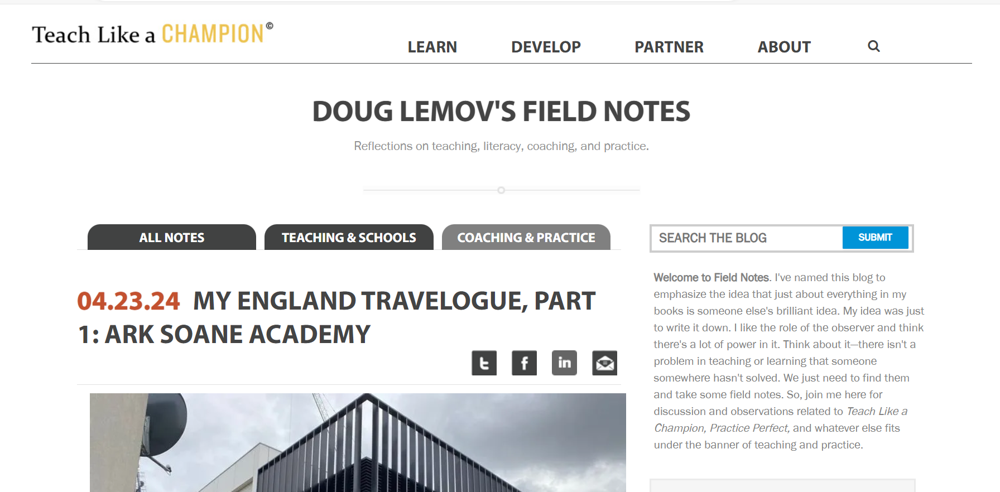 Teach Like a CHAMPION©
LEARN DEVELOP PARTNER ABOUT
DOUG LEMOV'S FIELD NOTES
Reflections on teaching, literacy, coaching, and practice.
ALL NOTES TEACHING & SCHOOLS COACHING & PRACTICE
04.23.24 MY ENGLAND TRAVELOGUE, PART
1: ARK SOANE ACADEMY
SEARCH THE BLOG SUBMIT
Welcome to Field Notes. I've named this blog to
emphasize the idea that just about everything in my
books is someone else's brilliant idea. My idea was just
to write it down. I like the role of the observer and think
there's a lot of power in it. Think about it—there isn't a
problem in teaching or learning that someone
somewhere hasn't solved. We just need to find them
and take some field notes. So, join me here for
discussion and observations related to Teach Like a
Champion, Practice Perfect, and whatever else fits
under the banner of teaching and practice.